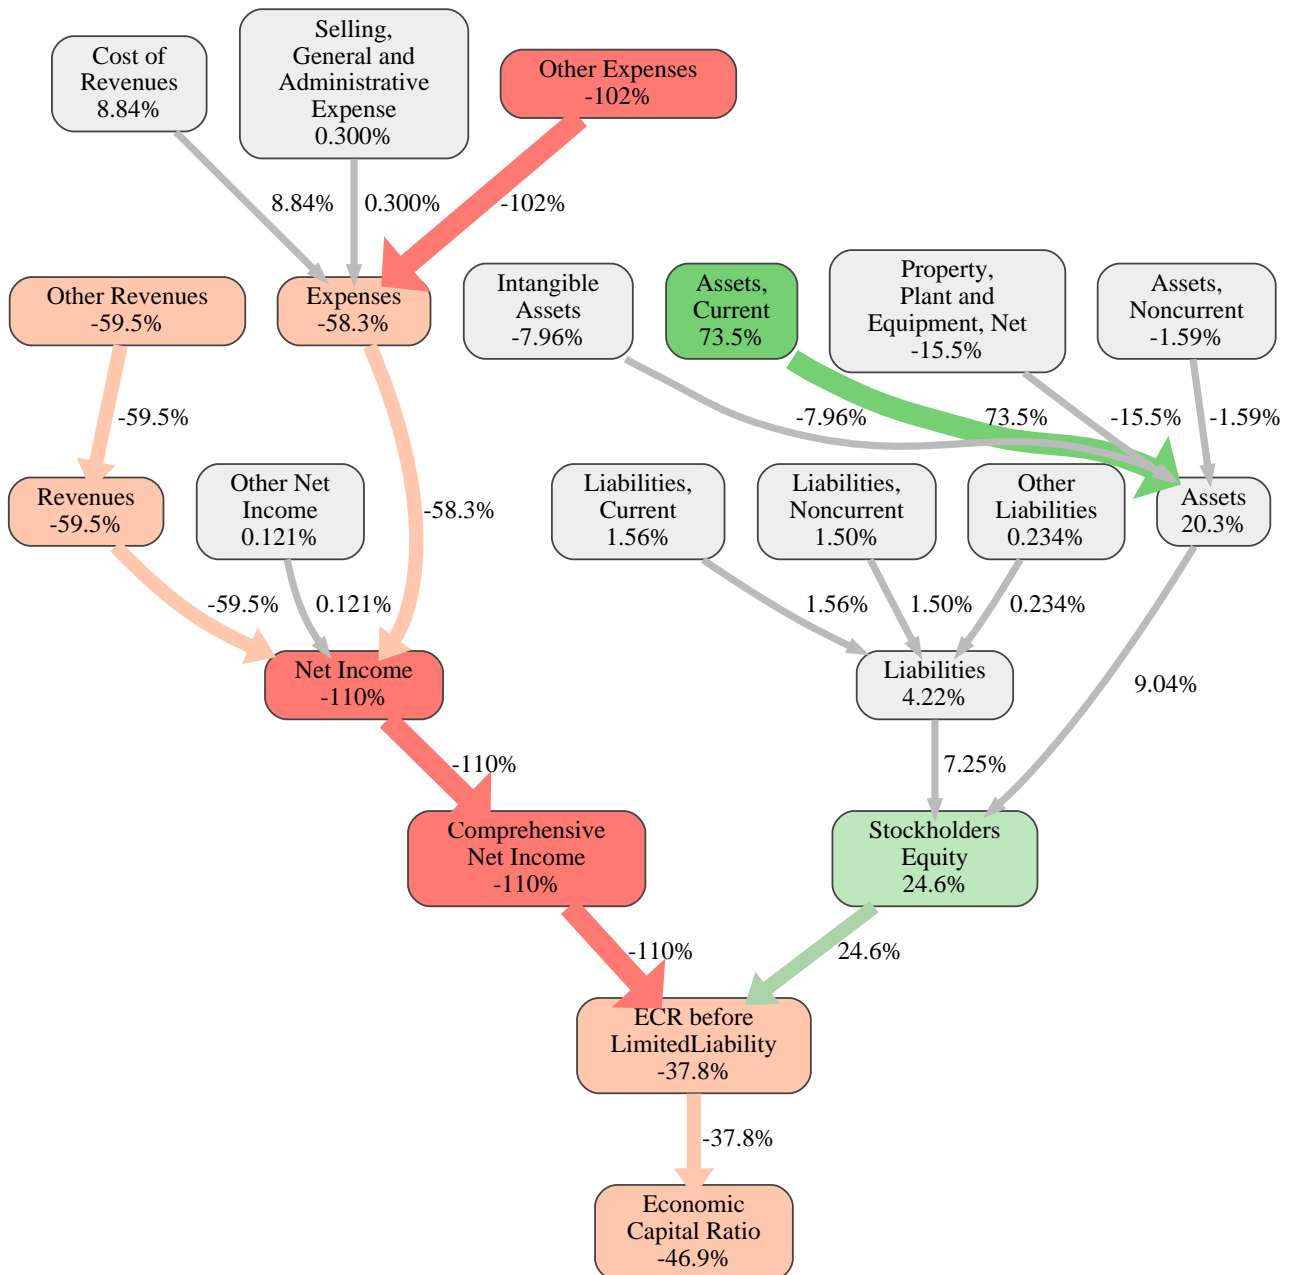 Cost of
Revenues
8.84%
Selling,
General and
Administrative
Expense
0.300%
Other Expenses
-102%
8.84%
0.300%
-102%
Other Revenues
-59.5%
Expenses
-58.3%
Intangible
Assets
-7.96%
Assets,
Current
73.5%
Property,
Plant and
Equipment, Net
-15.5%
Assets,
Noncurrent
-1.59%
-59.5%
-7.96%
73.5%
-15.5%
-1.59%
Revenues
-59.5%
Other Net
Income
0.121%
-58.3%
Liabilities,
Current
1.56%
Liabilities,
Noncurrent
1.50%
Other
Liabilities
0.234%
Assets
20.3%
-59.5%
0.121%
1.56%
1.50%
0.234%
Net Income
-110%
Liabilities
4.22%
9.04%
-110%
7.25%
Comprehensive
Net Income
-110%
Stockholders
Equity
24.6%
-110%
24.6%
ECR before
LimitedLiability
-37.8%
-37.8%
Economic
Capital Ratio
-46.9%